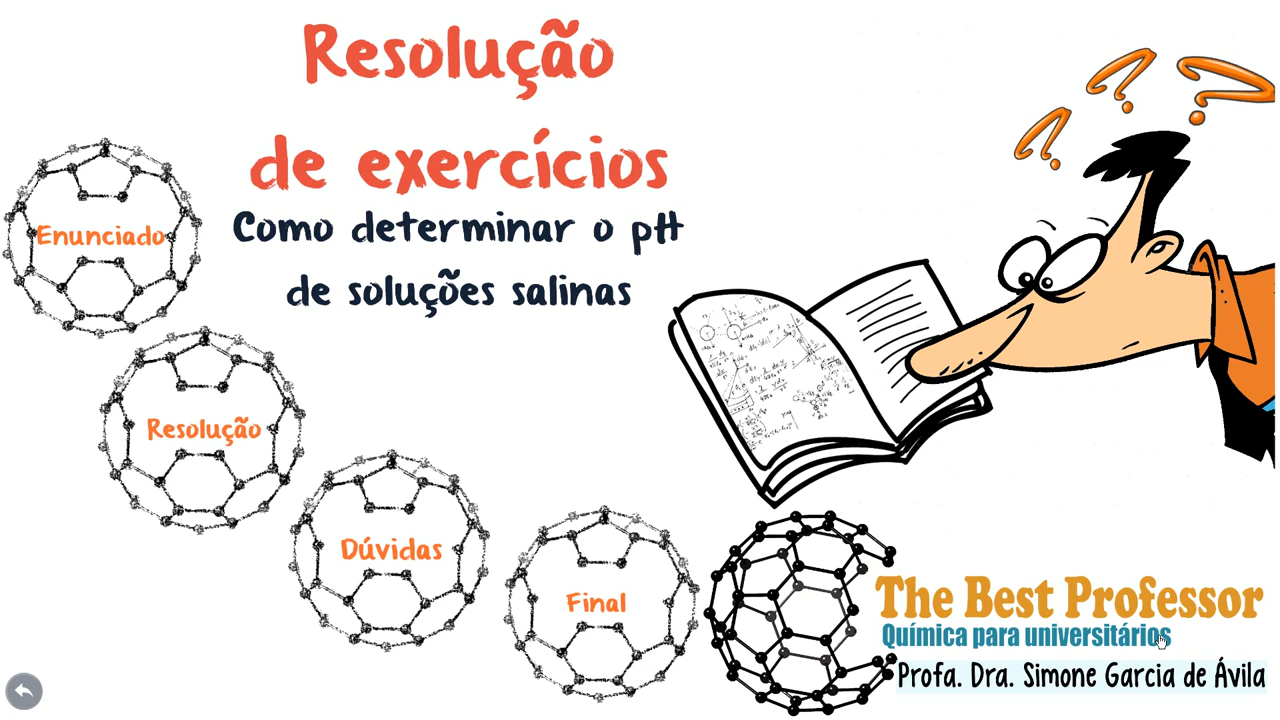 Resolução
de exercícios
Como determinar o pH
de soluções salinas
Enunciado
Resolução
Dúvidas
Final
The Best Professor
Química para universitários
Profa. Dra. Simone Garcia de Ávila